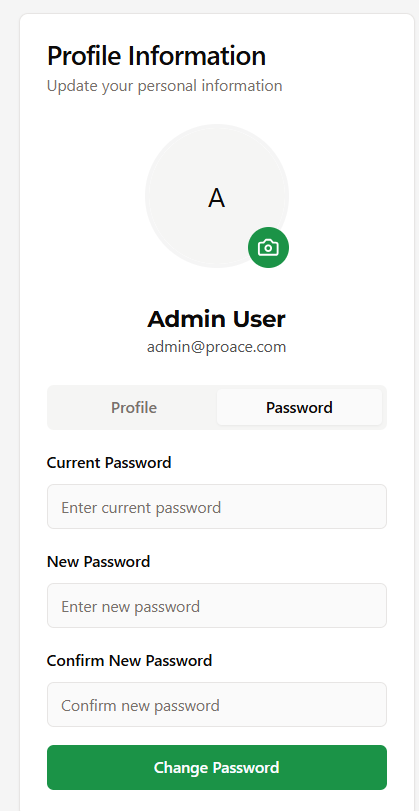 Profile Information
Update your personal information
A
Admin User
admin@proace.com
Profile Password
Current Password
Enter current password
New Password
Enter new password
Confirm New Password
Confirm new password
Change Password